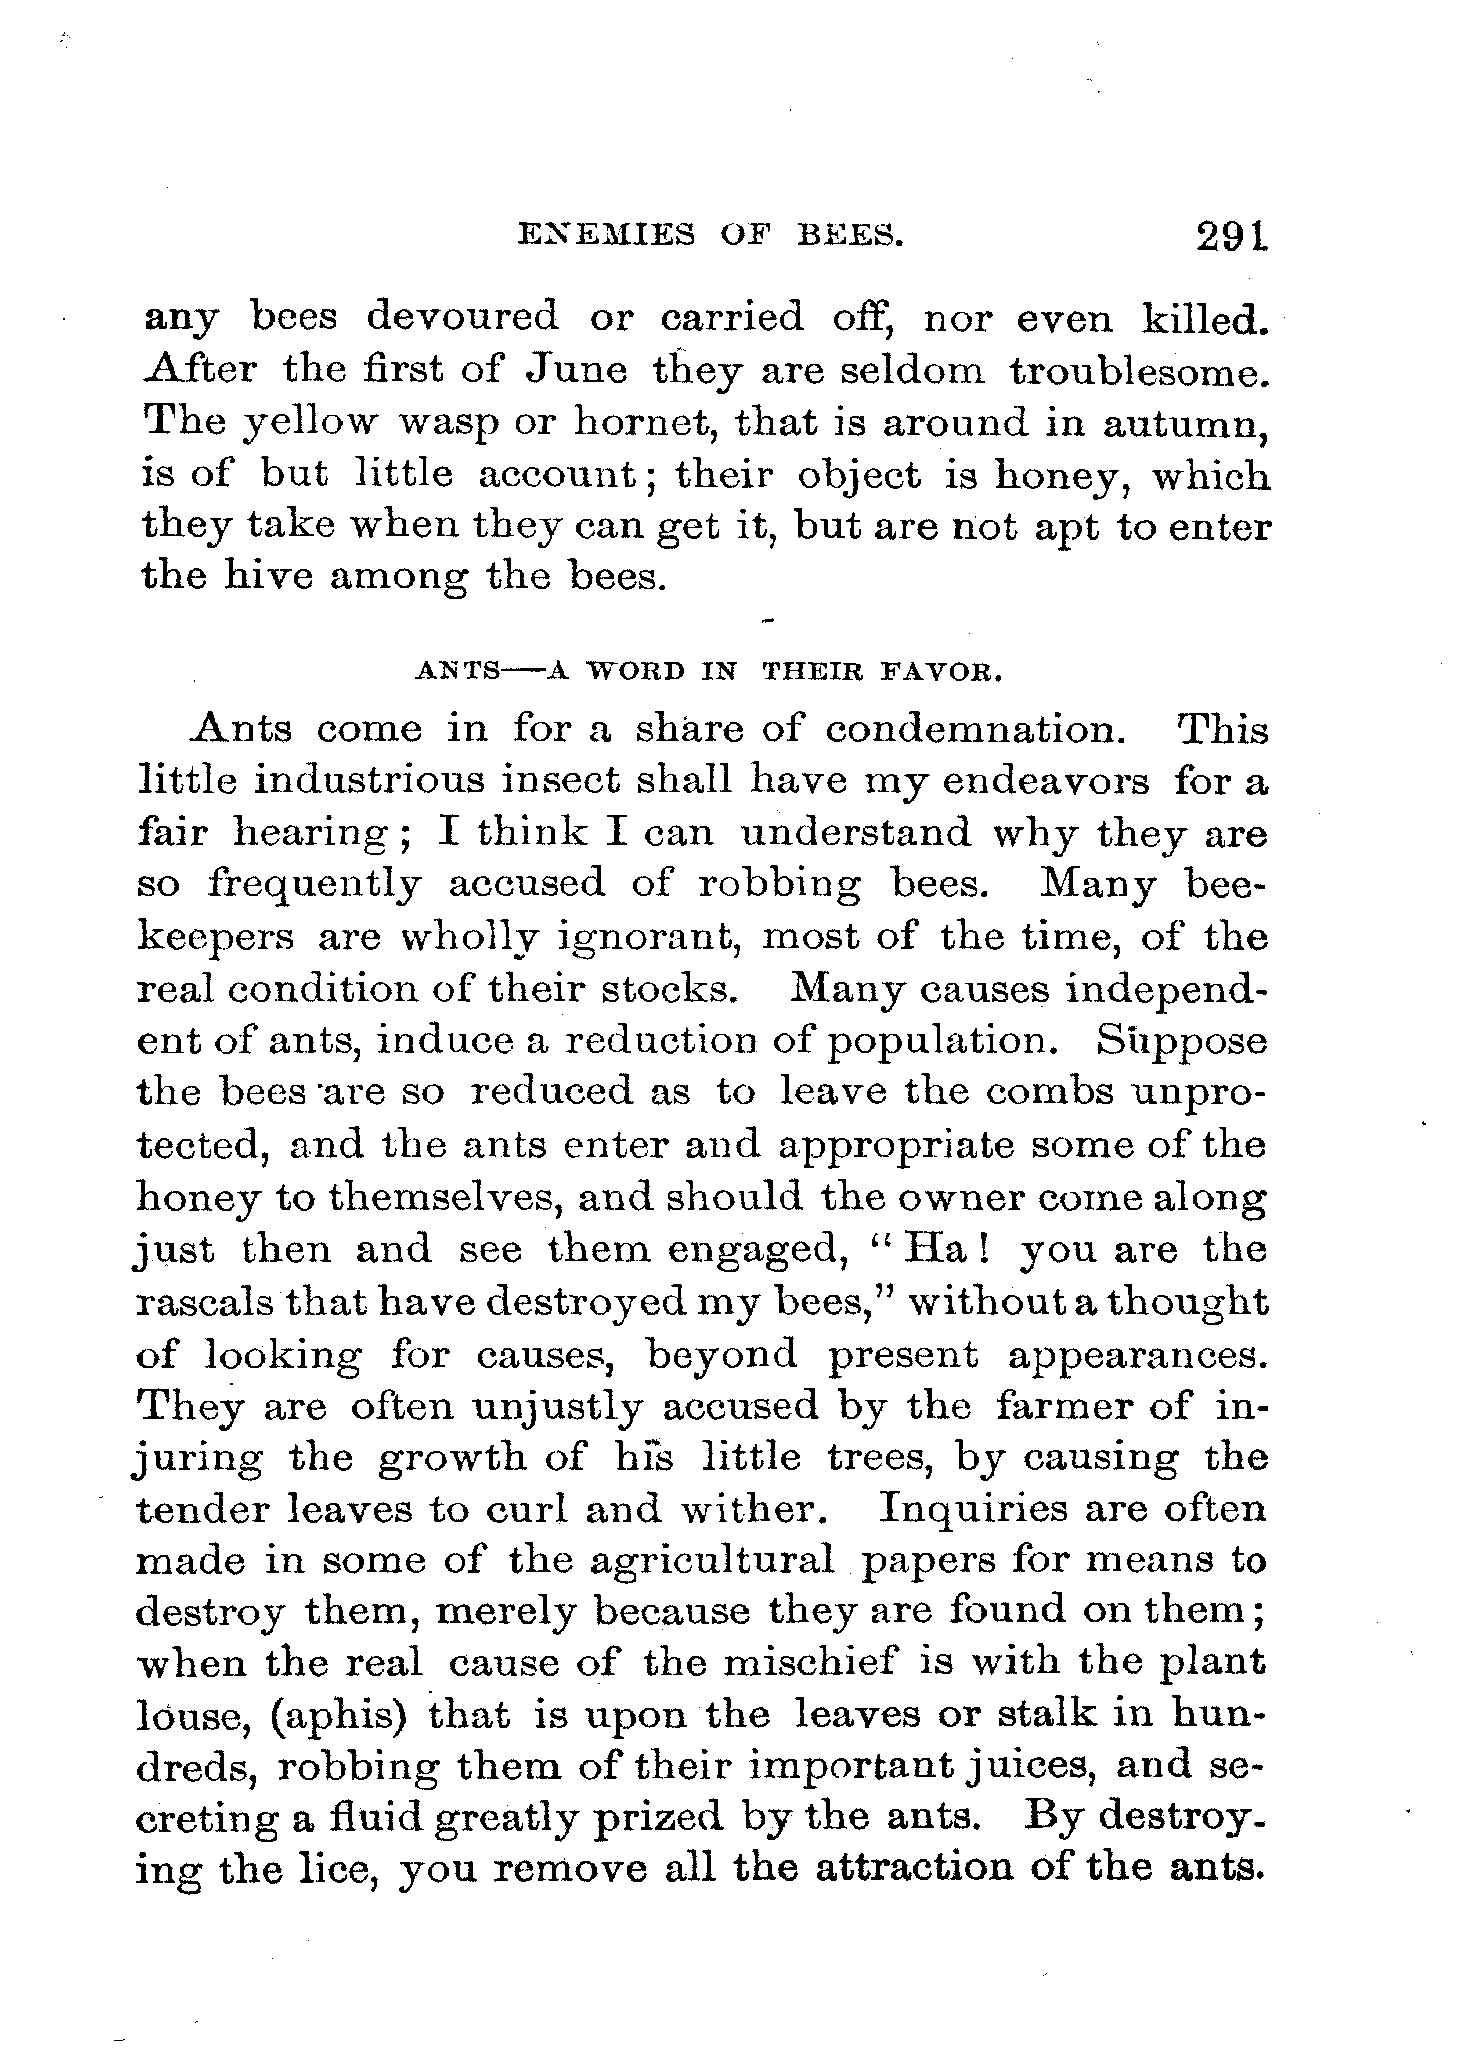 ENEMIES OF BEES. 291
any bees devoured or carried off, nor even killed.
After the first of June they are seldom troublesome.
The yellow wasp or hornet, that is around in autumn,
is of but little account; their object is honey, which
they take when they can get it, but are not apt to enter
the hive among the bees.
ANTS—A WORD IN THEIR FAVOR.
Ants come in for a share of condemnation. This
little industrious insect shall have my endeavors for a
fair hearing; I think I can understand why they are
so frequently accused of robbing bees. Many bee-
keepers are wholly ignorant, most of the time, of the
real condition of their stocks. Many causes independ-
ent of ants, induce a reduction of population. Suppose
the bees are so reduced as to leave the combs unpro-
tected, and the ants enter and appropriate some of the
honey to themselves, and should the owner come along
just then and see them engaged, "Ha! you are the
rascals that have destroyed my bees," without a thought
of looking for causes, beyond present appearances.
They are often unjustly accused by the farmer of in-
juring the growth of his little trees, by causing the
tender leaves to curl and wither. Inquiries are often
made in some of the agricultural papers for means to
destroy them, merely because they are found on them;
when the real cause of the mischief is with the plant
louse, (aphis) that is upon the leaves or stalk in hun-
dreds, robbing them of their important juices, and se-
creting a fluid greatly prized by the ants. By destroy-
ing the lice, you remove all the attraction of the ants.